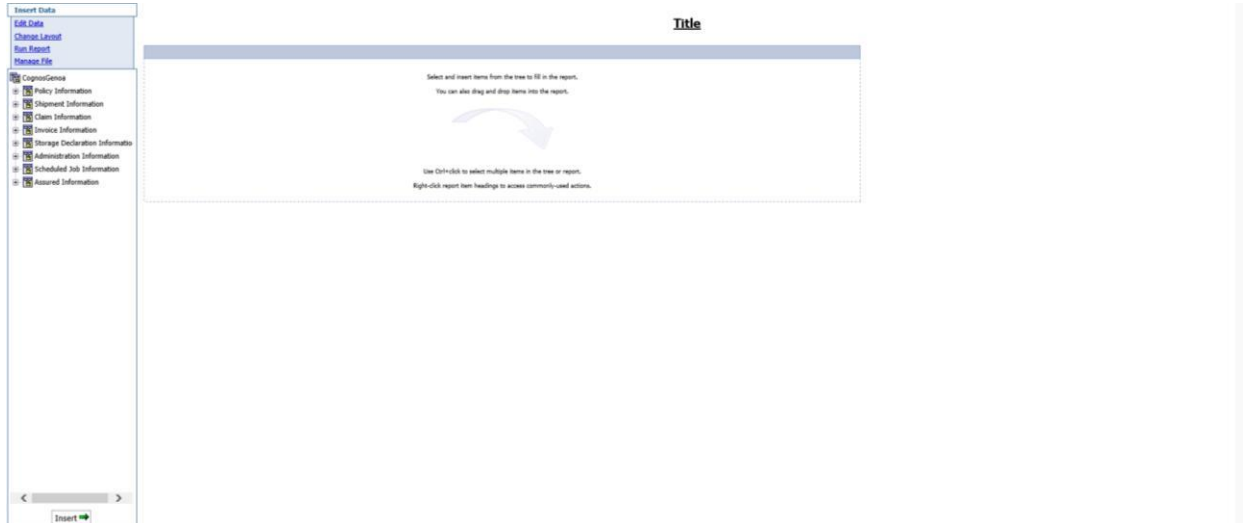 Insert Data
Edit Data
Change Layout
Run Report
Manage File
CognosGenoa
Policy Information
Shipment Information
Claim Information
Invoice Information
Storage Declaration Informatio
Administration Information
Scheduled Job Information
Assured Information
Insert
Title
Select and insert items from the tree to fill in the report.
You can also drag and drop items into the report.
Use Ctrl+click to select multiple items in the tree or report.
Right-click report item headings to access commonly-used actions.